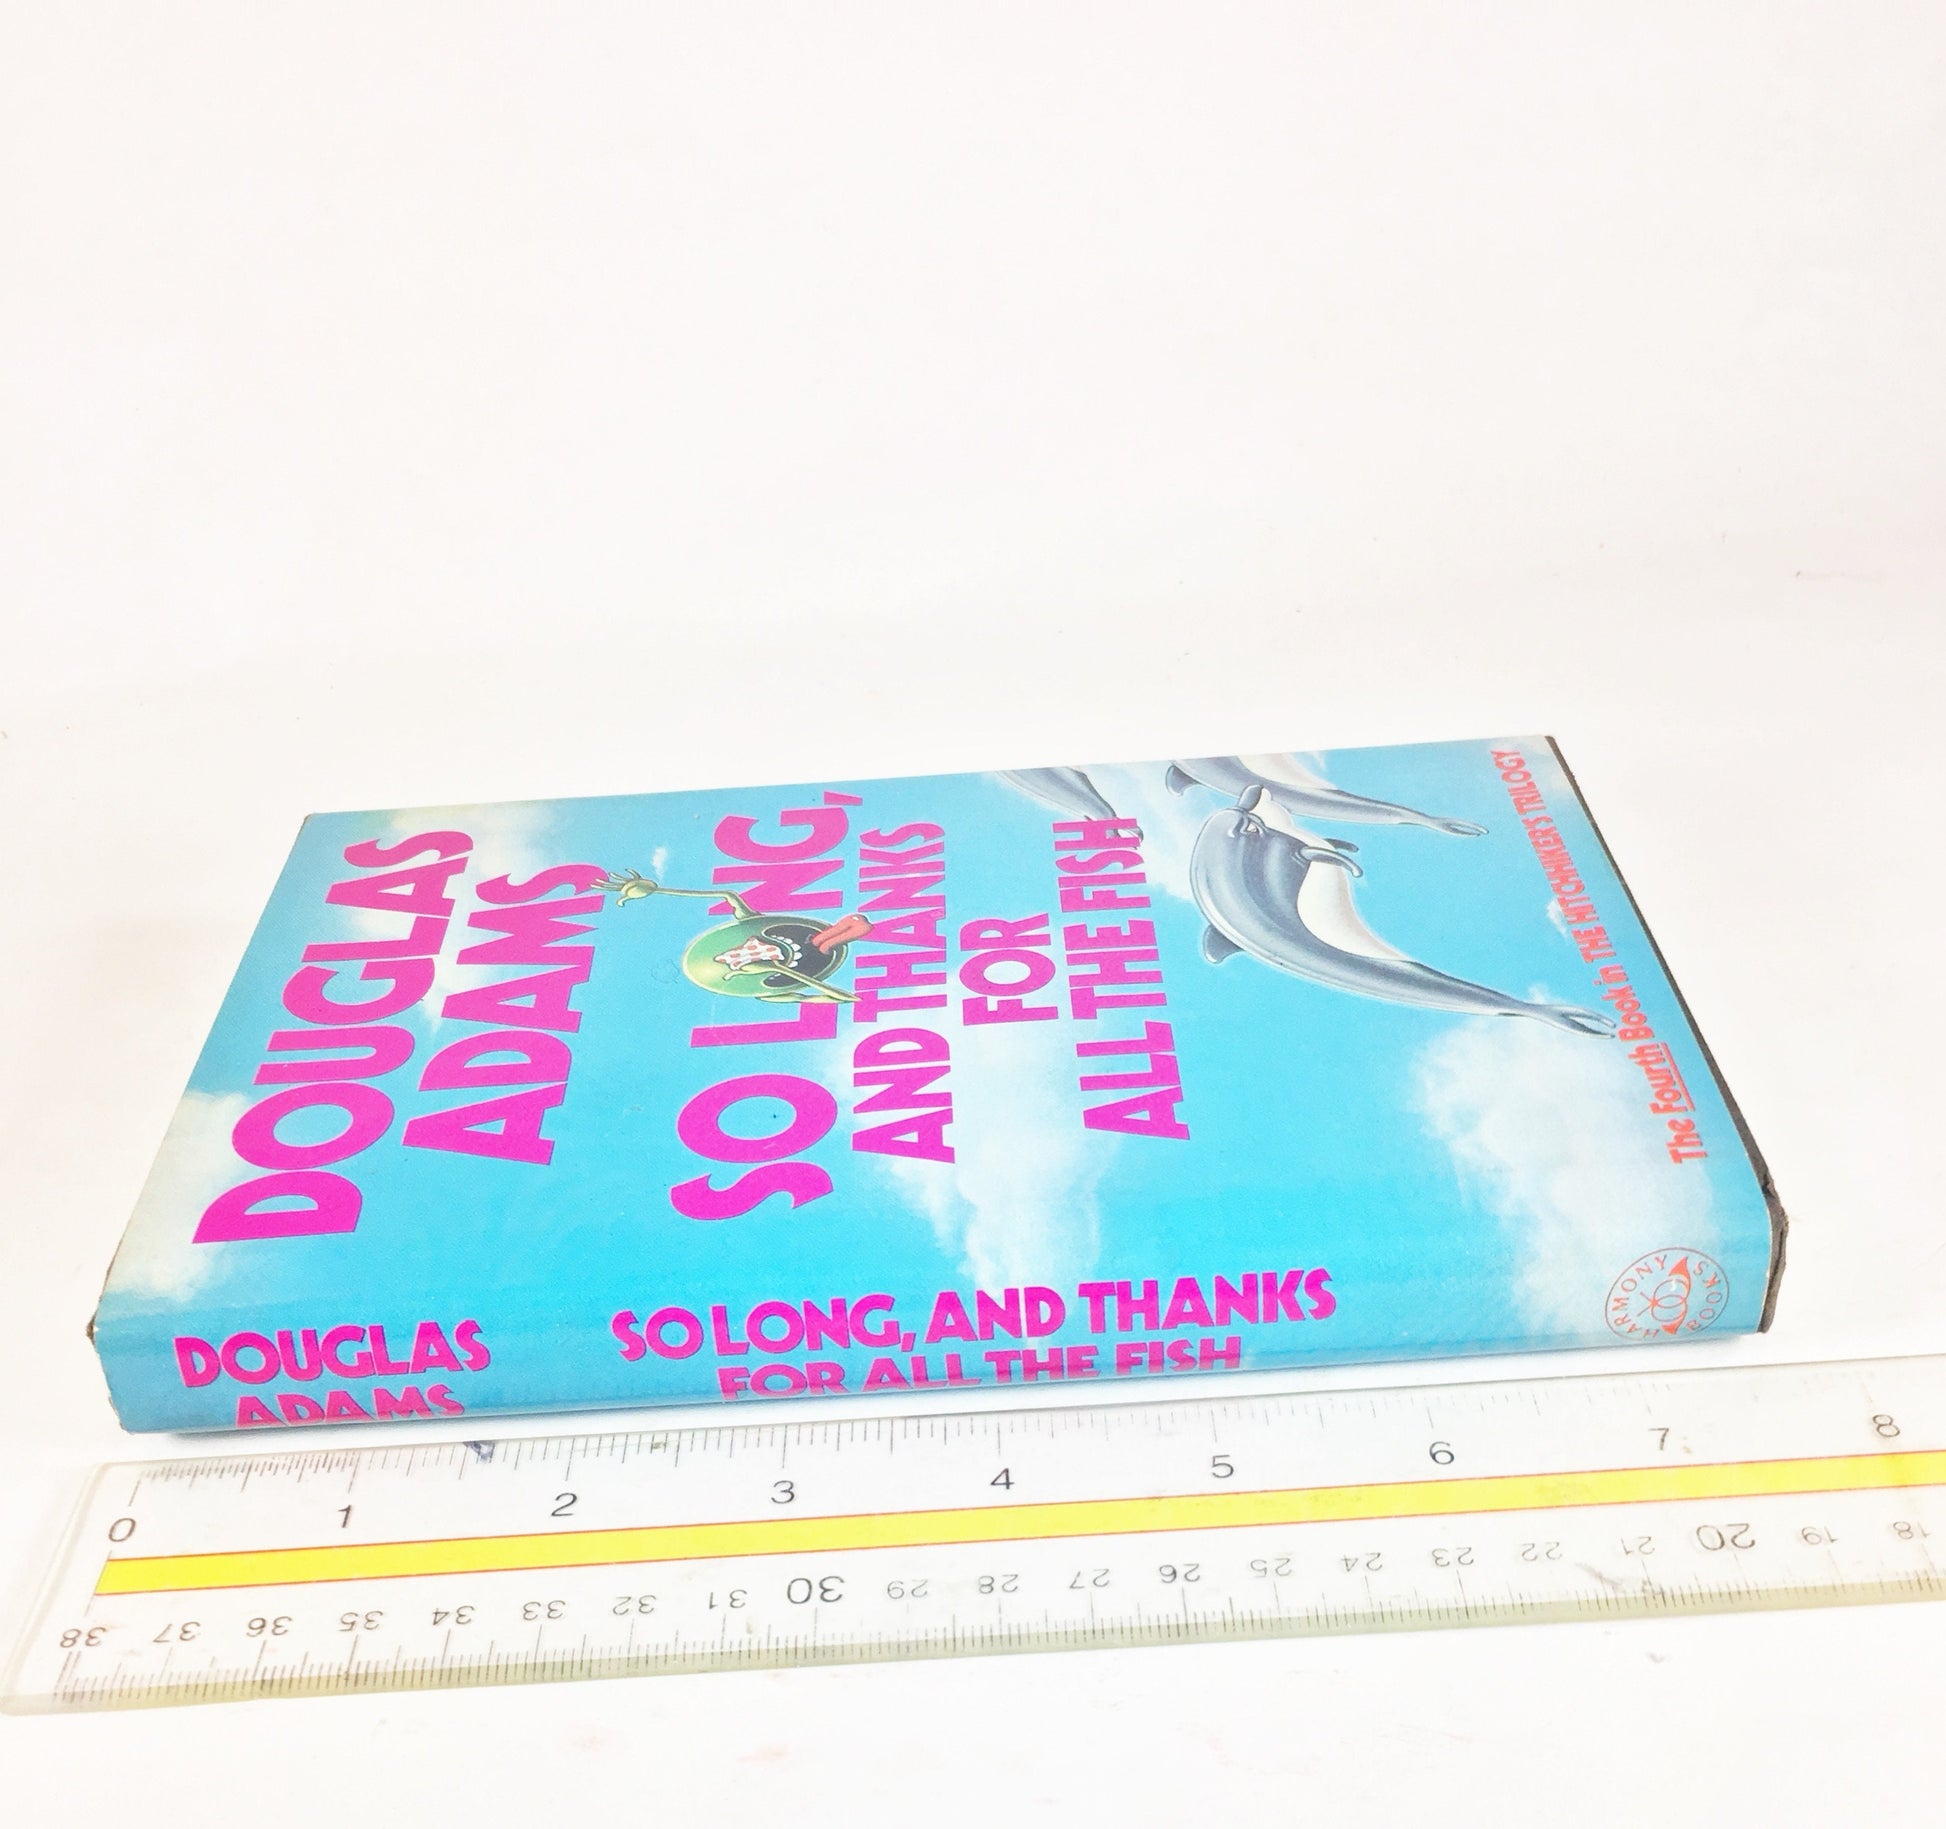 DOUGLAS
ADAMS
SO LONG,
AND THANKS
FOR
ALL THE FISH
The Fourth Book in THE HITCHHIKER'S TRILOGY
DOUGLAS
ADAMS
SO LONG, AND THANKS
FOR ALL THE FISH
HARMONY BOOKS
0 1 2 3 4 5 6 7 8
38 37 36 35 34 33 32 31 30 29 28 27 26 25 24 23 22 21 20 19 18